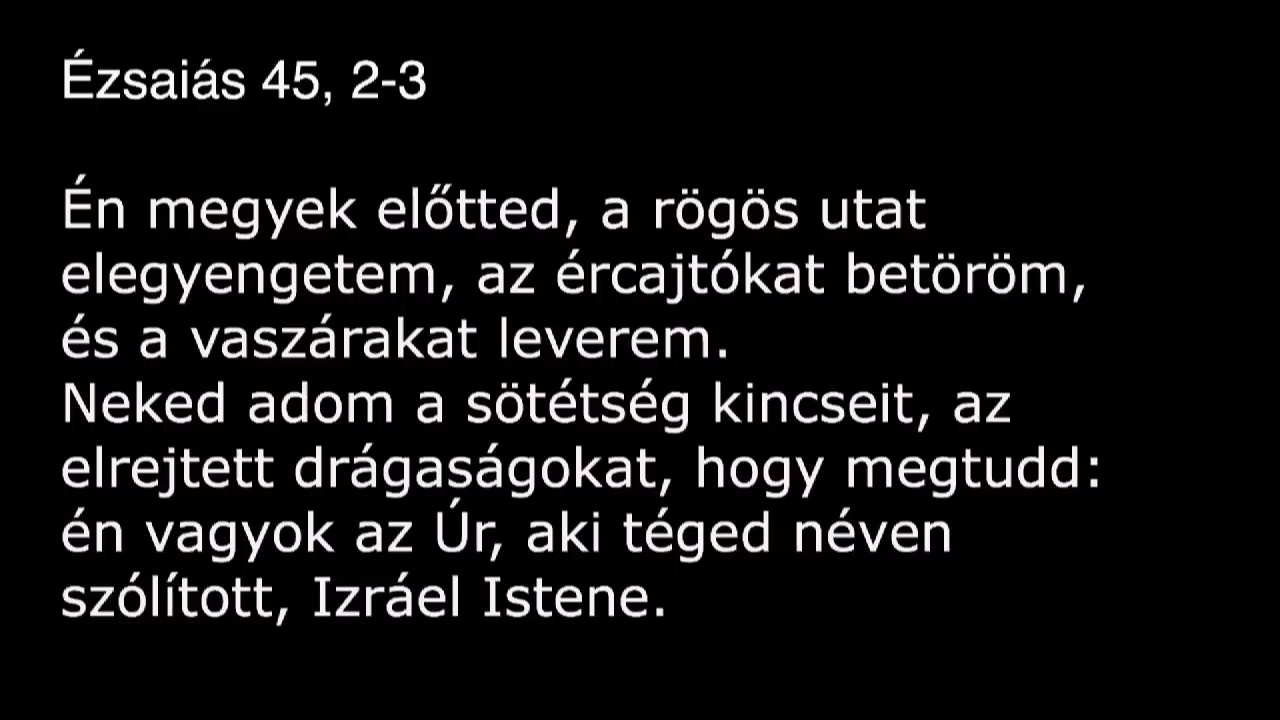 Ézsaiás 45, 2-3
Én megyek előtted, a rögös utat
elegyengetem, az ércajtókat betöröm,
és a vaszárakat leverem.
Neked adom a sötétség kincseit, az
elrejtett drágaságokat, hogy megtudd:
én vagyok az Úr, aki téged néven
szólított, Izráel Istene.